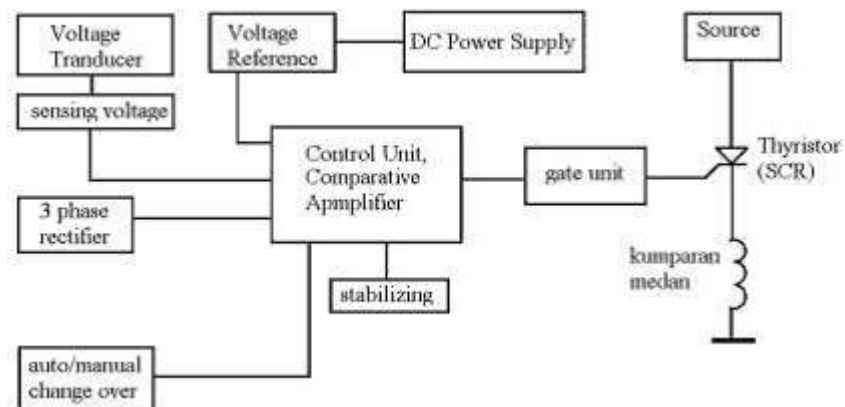 Voltage
Tranducer
Voltage
Reference
DC Power Supply
Source
sensing voltage
Control Unit,
Comparative
Apmplifier
gate unit
Thyristor
(SCR)
3 phase
rectifier
kumparan
medan
stabilizing
auto/manual
change over